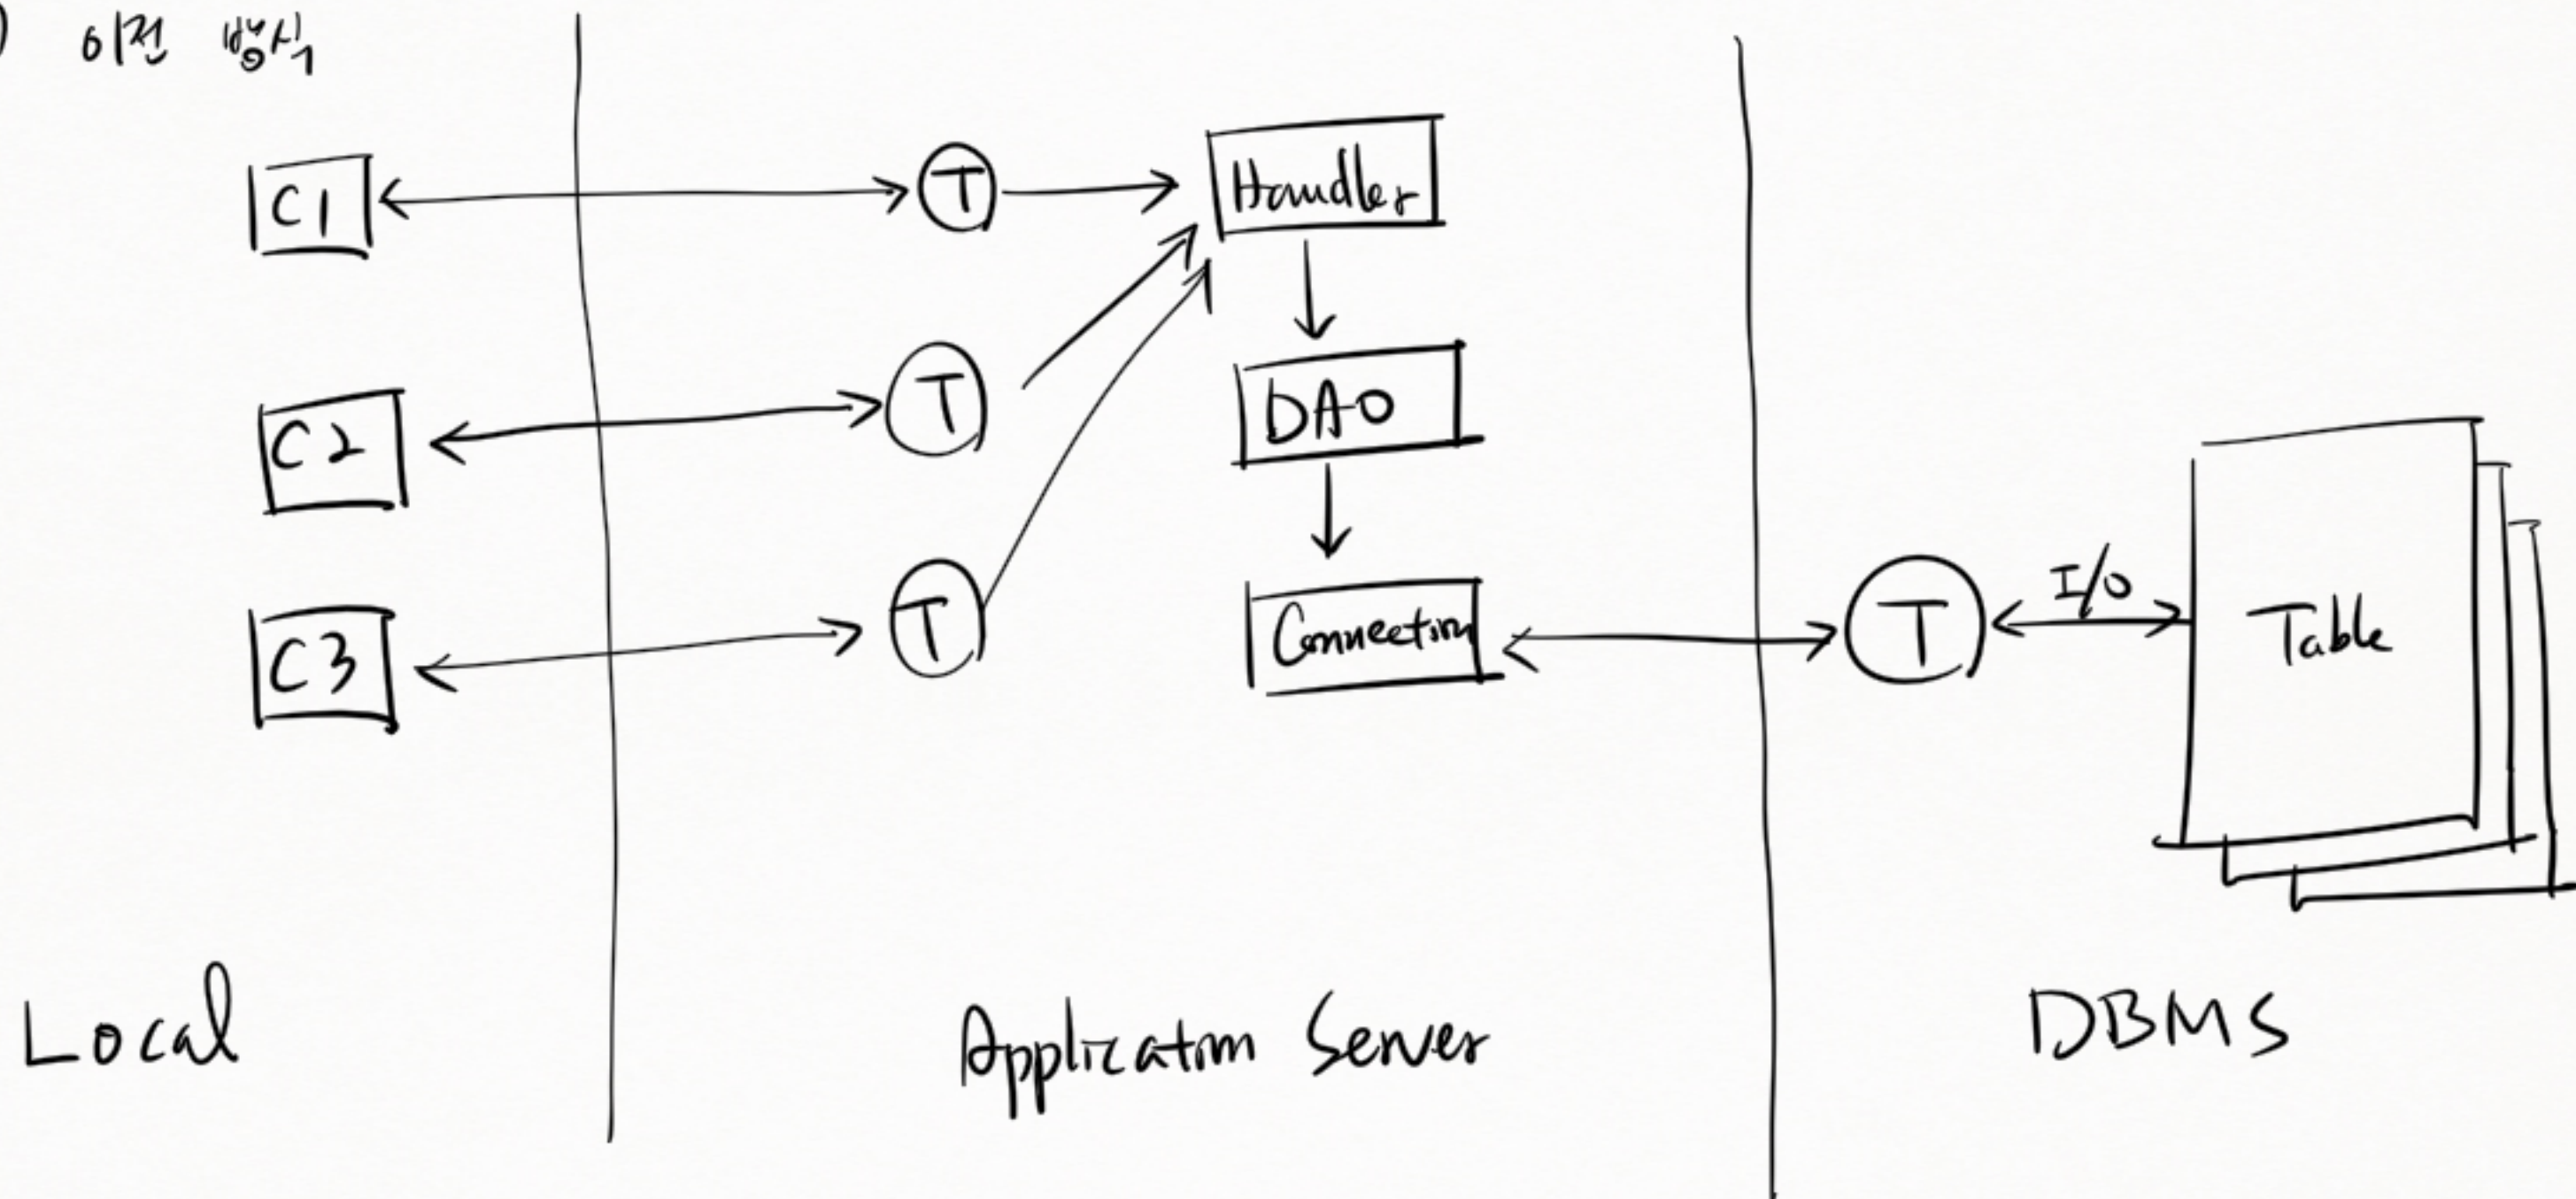 ) 이전 방식
C1
T
Handler
C2
T
DAO
C3
T
Connection
T
I/O
Table
Local
Application Server
DBMS